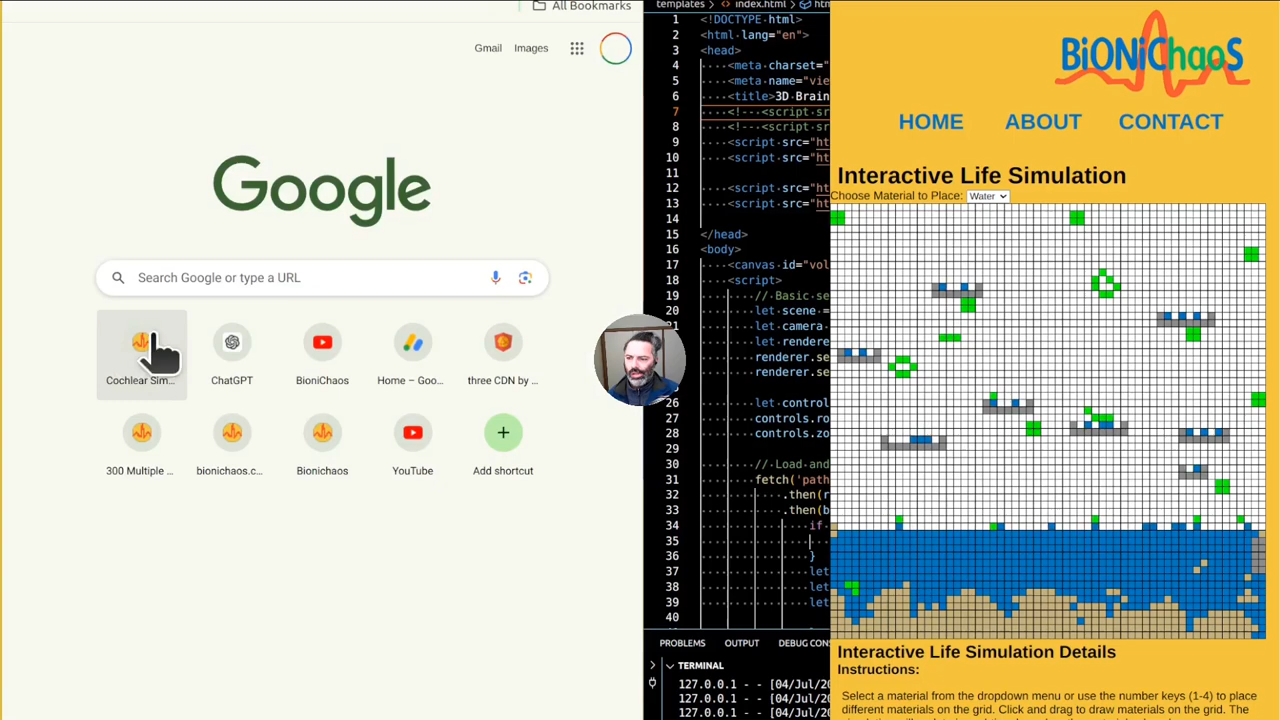 All Bookmarks
Gmail
Images
Google
Search Google or type a URL
Cochlear Sim...
ChatGPT
BioniChaos
Home – Goo...
three CDN by ...
300 Multiple ...
bionichaos.c...
Bionichaos
YouTube
Add shortcut
templates > index.html >
1 <!DOCTYPE html>
2 <html lang="en">
3 <head>
4 <meta charset="
5 <meta name="vie
6 <title>3D Brain
7 <!-- <script sr
8 <!-- <script sr
9 <script src="ht
10 <script src="ht
11
12 <script src="ht
13 <script src="ht
14
15 </head>
16 <body>
17 <canvas id="vol
18 <script>
19 // Basic se
20 let scene =
21 let camera
22 let rendere
renderer.se
renderer.se
let control
26 controls.ro
27 controls.zo
28
29
30 // Load and
31 fetch('path
32 .then(r
33 .then(b
34 if
35
36 }
37 let
38 let
39 let
40
PROBLEMS
OUTPUT
DEBUG CON
TERMINAL
127.0.0.1 - - [04/Jul/20
127.0.0.1 - - [04/Jul/20
127.0.0.1 - - [04/Jul/20
BiONiChaoS
HOME
ABOUT
CONTACT
Interactive Life Simulation
Choose Material to Place: Water
Interactive Life Simulation Details
Instructions:
Select a material from the dropdown menu or use the number keys (1-4) to place
different materials on the grid. Click and drag to draw materials on the grid. The